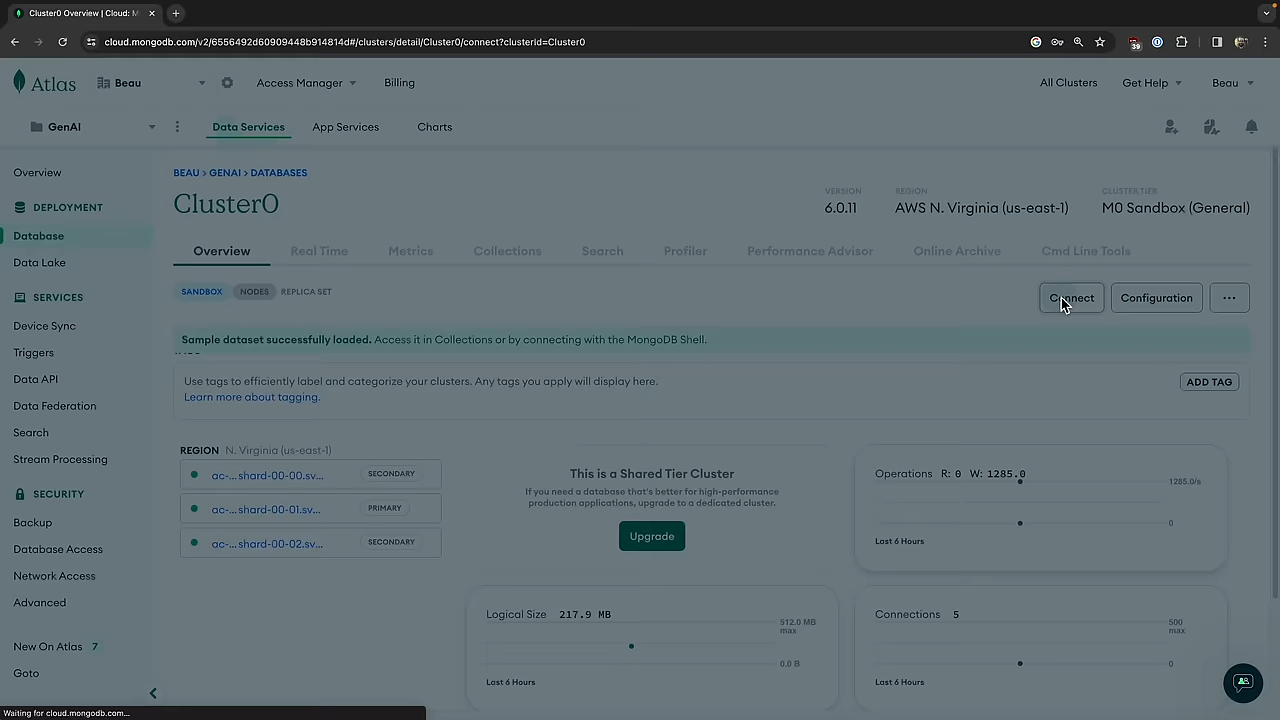 Cluster0 Overview | Cloud: M
cloud.mongodb.com/v2/6556492d60909448b914814d#/clusters/detail/Cluster0/connect?clusterid=Cluster0
39
Atlas
Beau
Access Manager
Billing
All Clusters
Get Help
Beau
GenAI
Data Services
App Services
Charts
Overview
DEPLOYMENT
Database
Data Lake
SERVICES
Device Sync
Triggers
Data API
Data Federation
Search
Stream Processing
SECURITY
Backup
Database Access
Network Access
Advanced
New On Atlas 7
Goto
BEAU > GENAI > DATABASES
Cluster0
VERSION
6.0.11
REGION
AWS N. Virginia (us-east-1)
CLUSTER TIER
M0 Sandbox (General)
Overview
Real Time
Metrics
Collections
Search
Profiler
Performance Advisor
Online Archive
Cmd Line Tools
SANDBOX
NODES
REPLICA SET
Connect
Configuration
...
Sample dataset successfully loaded. Access it in Collections or by connecting with the MongoDB Shell.
Use tags to efficiently label and categorize your clusters. Any tags you apply will display here.
Learn more about tagging.
ADD TAG
REGION N. Virginia (us-east-1)
ac-...shard-00-00.sv... SECONDARY
ac-...shard-00-01.sv... PRIMARY
ac-...shard-00-02.sv... SECONDARY
This is a Shared Tier Cluster
If you need a database that's better for high-performance
production applications, upgrade to a dedicated cluster.
Upgrade
Operations R: 0 W: 1285.0
1285.0/s
0
Last 6 Hours
Logical Size 217.9 MB
512.0 MB
max
0.0 B
Last 6 Hours
Connections 5
500
max
0
Last 6 Hours
Waiting for cloud.mongodb.com...